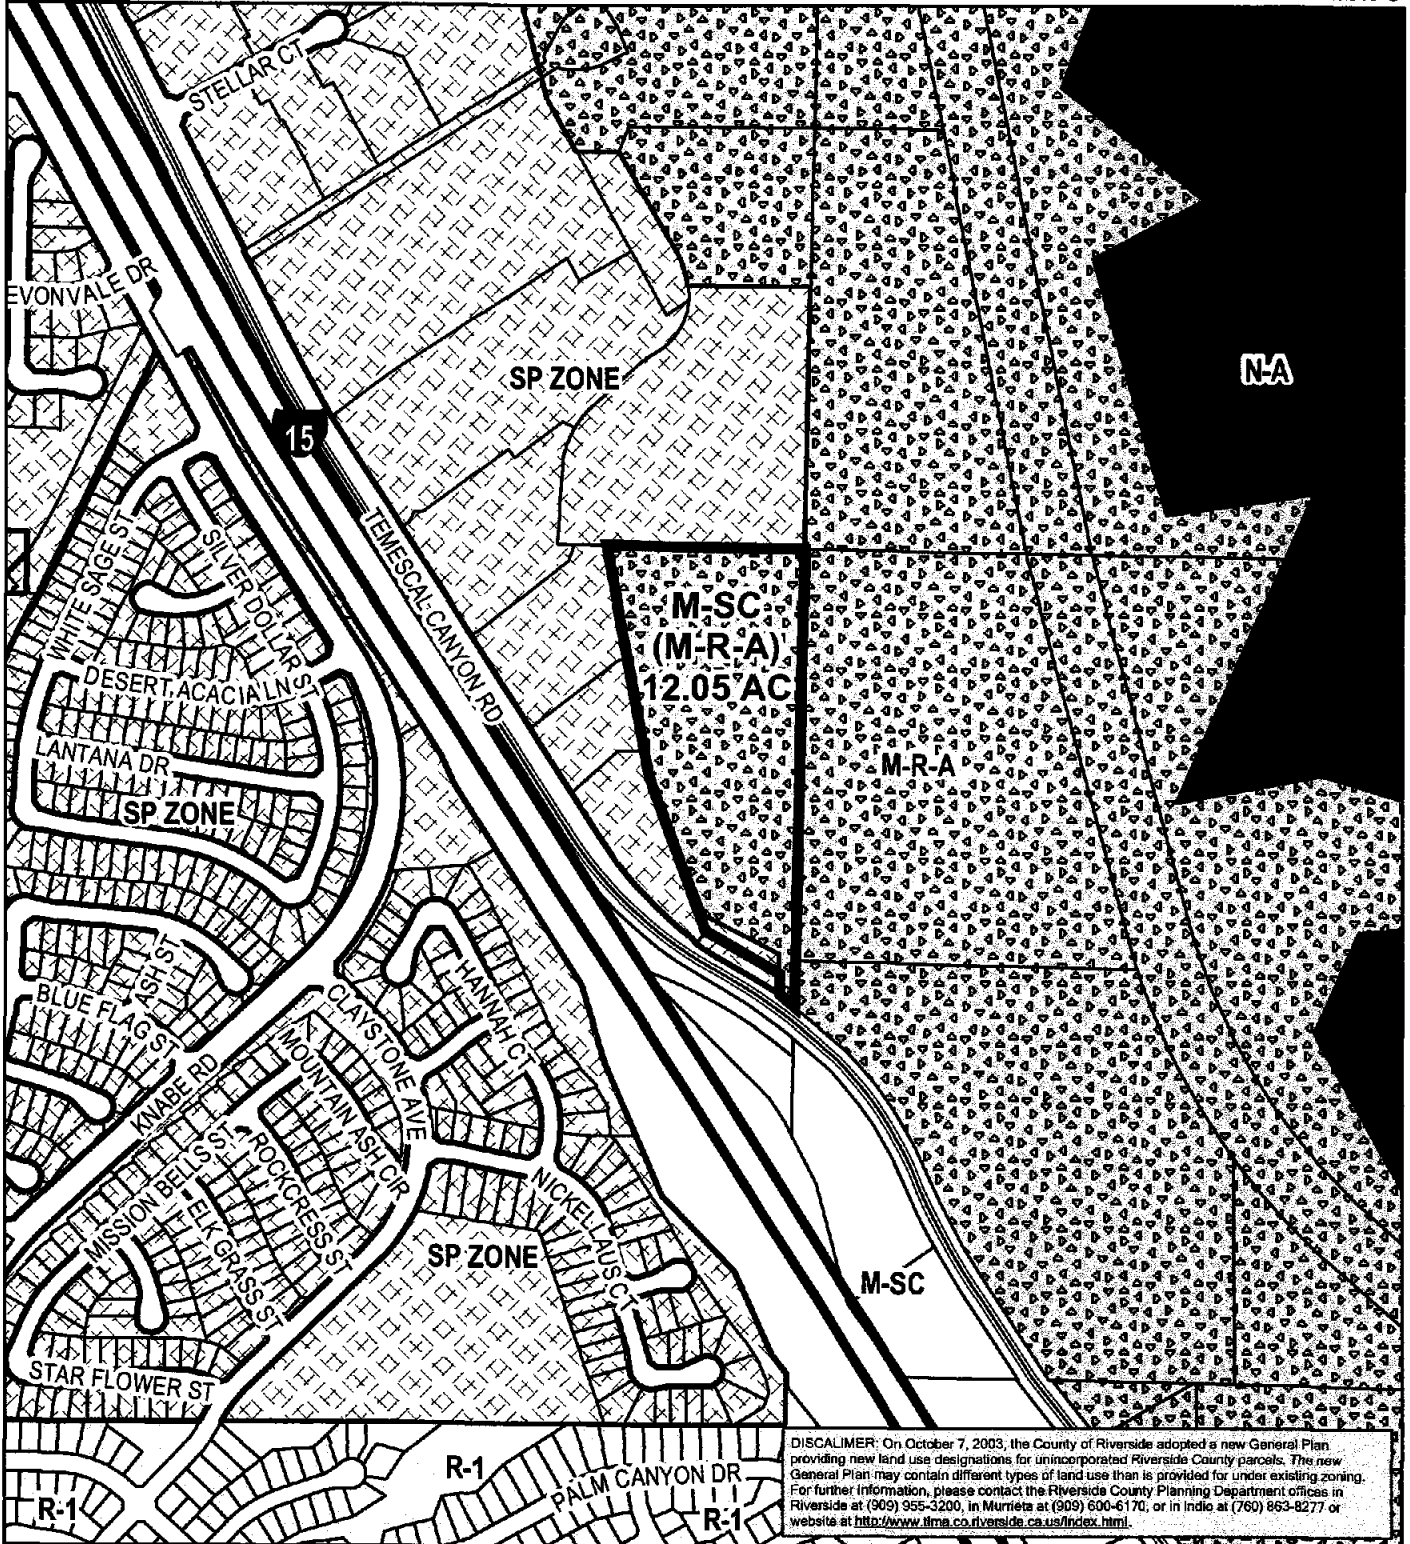 STELLAR CT
EVONVALE DR
SP ZONE
N-A
15
TEMESCAL CANYON RD
WHITE SAGE ST
SILVER DOLLAR ST
M-SC
(M-R-A)
12.05 AC
DESERT ACACIA LN
LANTANA DR
M-R-A
SP ZONE
ASH ST
HANNAH CT
BLUE FLAG ST
CLAYSTONE AVE
MOUNTAIN ASH CIR
KNABE RD
ROCKCRESS ST
MISSION BELLS ST
ELK GRASS ST
NICKELLAUS CT
SP ZONE
M-SC
STAR FLOWER ST
R-1
PALM CANYON DR
R-1
R-1
DISCALIMER: On October 7, 2003, the County of Riverside adopted a new General Plan
providing new land use designations for unincorporated Riverside County parcels. The new
General Plan may contain different types of land use than is provided for under existing zoning.
For further information, please contact the Riverside County Planning Department offices in
Riverside at (909) 955-3200, in Murrieta at (909) 600-6170, or in Indio at (760) 863-8277 or
website at http://www.tlma.co.riverside.ca.us/index.html.